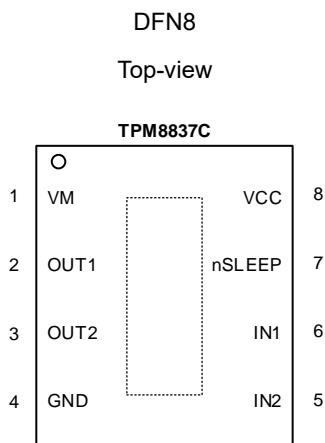 DFN8
Top-view
TPM8837C
1 VM VCC 8
2 OUT1 nSLEEP 7
3 OUT2 IN1 6
4 GND IN2 5